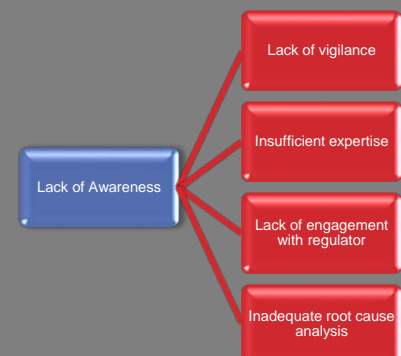 Lack of vigilance
Insufficient expertise
Lack of Awareness
Lack of engagement
with regulator
Inadequate root cause
analysis